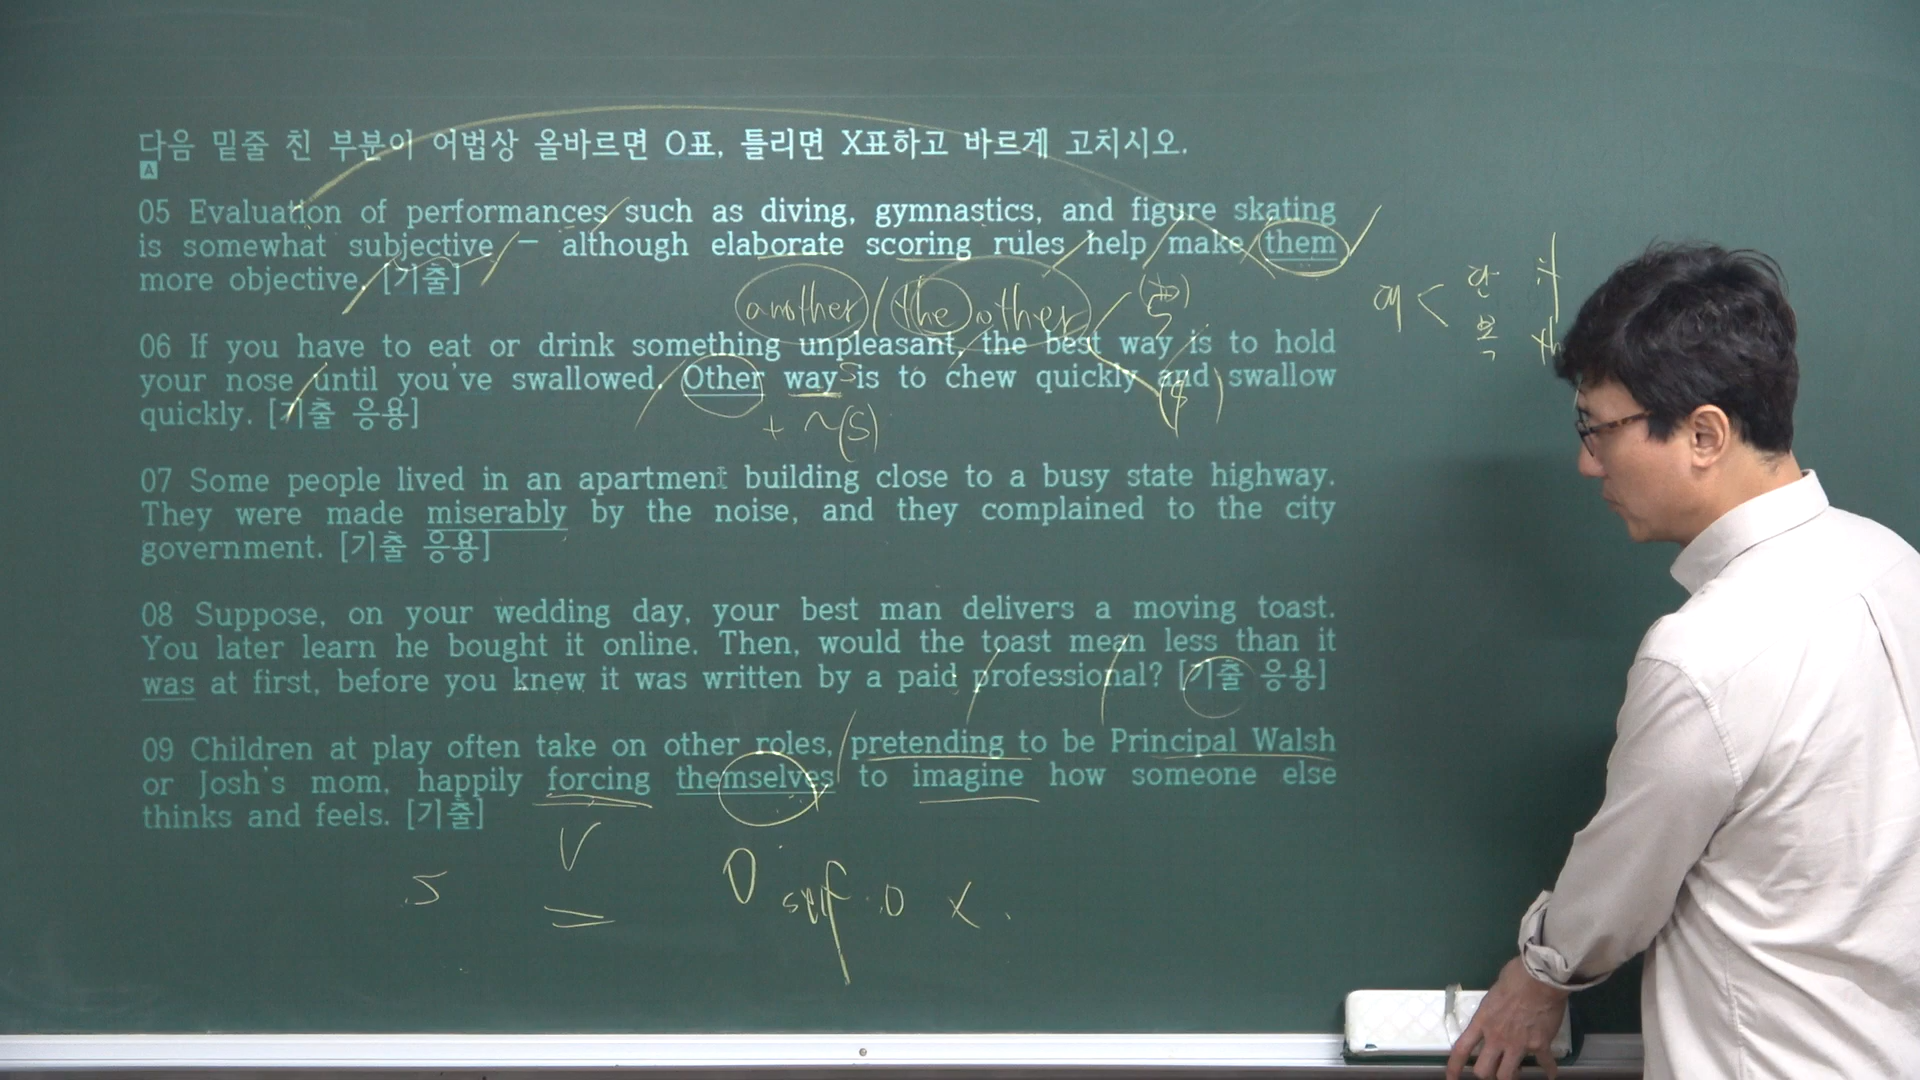 다음 밑줄 친 부분이 어법상 올바르면 O표, 틀리면 X표하고 바르게 고치시오.
A
05 Evaluation of performances such as diving, gymnastics, and figure skating
is somewhat subjective — although elaborate scoring rules help make them
more objective. [기출]
another the other
06 If you have to eat or drink something unpleasant, the best way is to hold
your nose until you've swallowed. Other way s is to chew quickly and swallow
quickly. [기출 응용]
+ ~(s)
07 Some people lived in an apartment building close to a busy state highway.
They were made miserably by the noise, and they complained to the city
government. [기출 응용]
08 Suppose, on your wedding day, your best man delivers a moving toast.
You later learn he bought it online. Then, would the toast mean less than it
was at first, before you knew it was written by a paid professional? [기출 응용]
09 Children at play often take on other roles, pretending to be Principal Walsh
or Josh's mom, happily forcing themselves to imagine how someone else
thinks and feels. [기출]
V
S O self O X